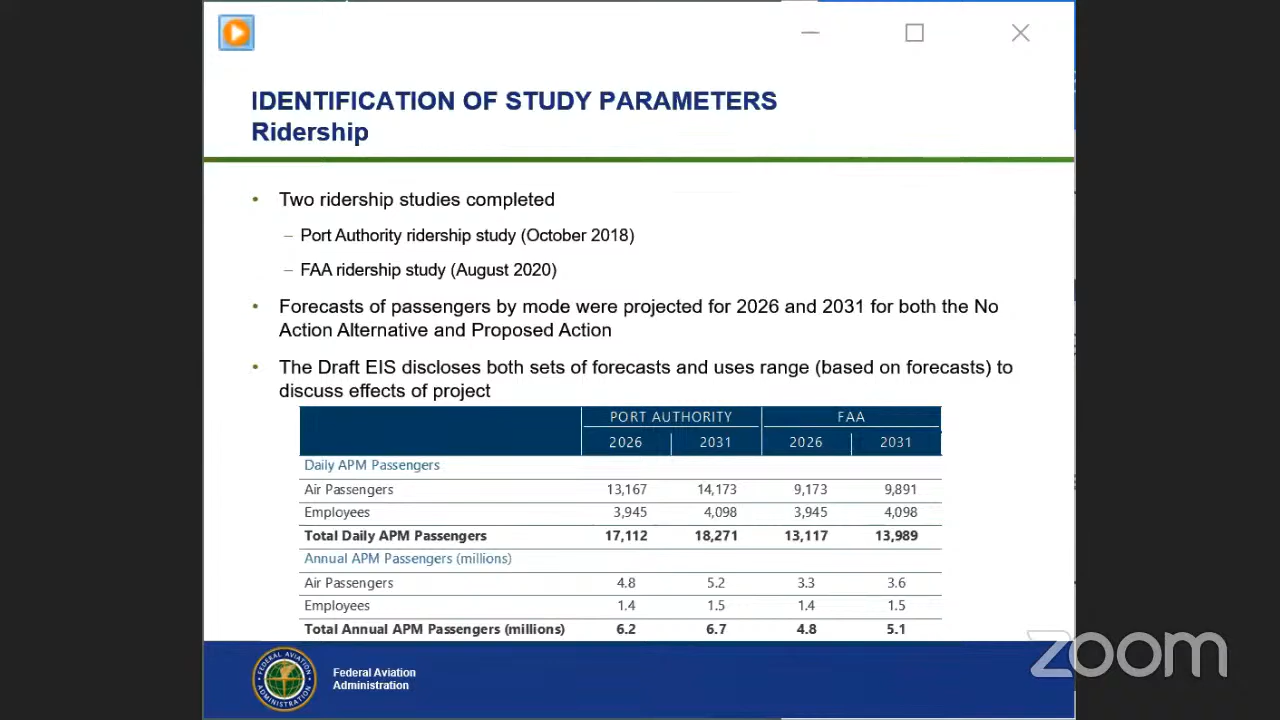 IDENTIFICATION OF STUDY PARAMETERS
Ridership
• Two ridership studies completed
– Port Authority ridership study (October 2018)
– FAA ridership study (August 2020)
• Forecasts of passengers by mode were projected for 2026 and 2031 for both the No
Action Alternative and Proposed Action
• The Draft EIS discloses both sets of forecasts and uses range (based on forecasts) to
discuss effects of project
PORT AUTHORITY FAA
2026 2031 2026 2031
Daily APM Passengers
Air Passengers 13,167 14,173 9,173 9,891
Employees 3,945 4,098 3,945 4,098
Total Daily APM Passengers 17,112 18,271 13,117 13,989
Annual APM Passengers (millions)
Air Passengers 4.8 5.2 3.3 3.6
Employees 1.4 1.5 1.4 1.5
Total Annual APM Passengers (millions) 6.2 6.7 4.8 5.1
FEDERAL AVIATION
ADMINISTRATION
Federal Aviation
Administration
zoom